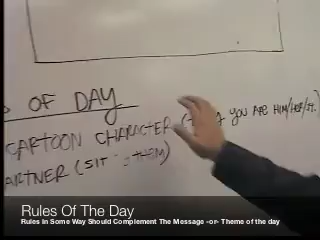 OF DAY
CARTOON CHARACTER ( YOU ARE HIM/HER/IT.)
ARTNER (SIT THEM)
Rules Of The Day
Rules In Some Way Should Complement The Message -or- Theme of the day